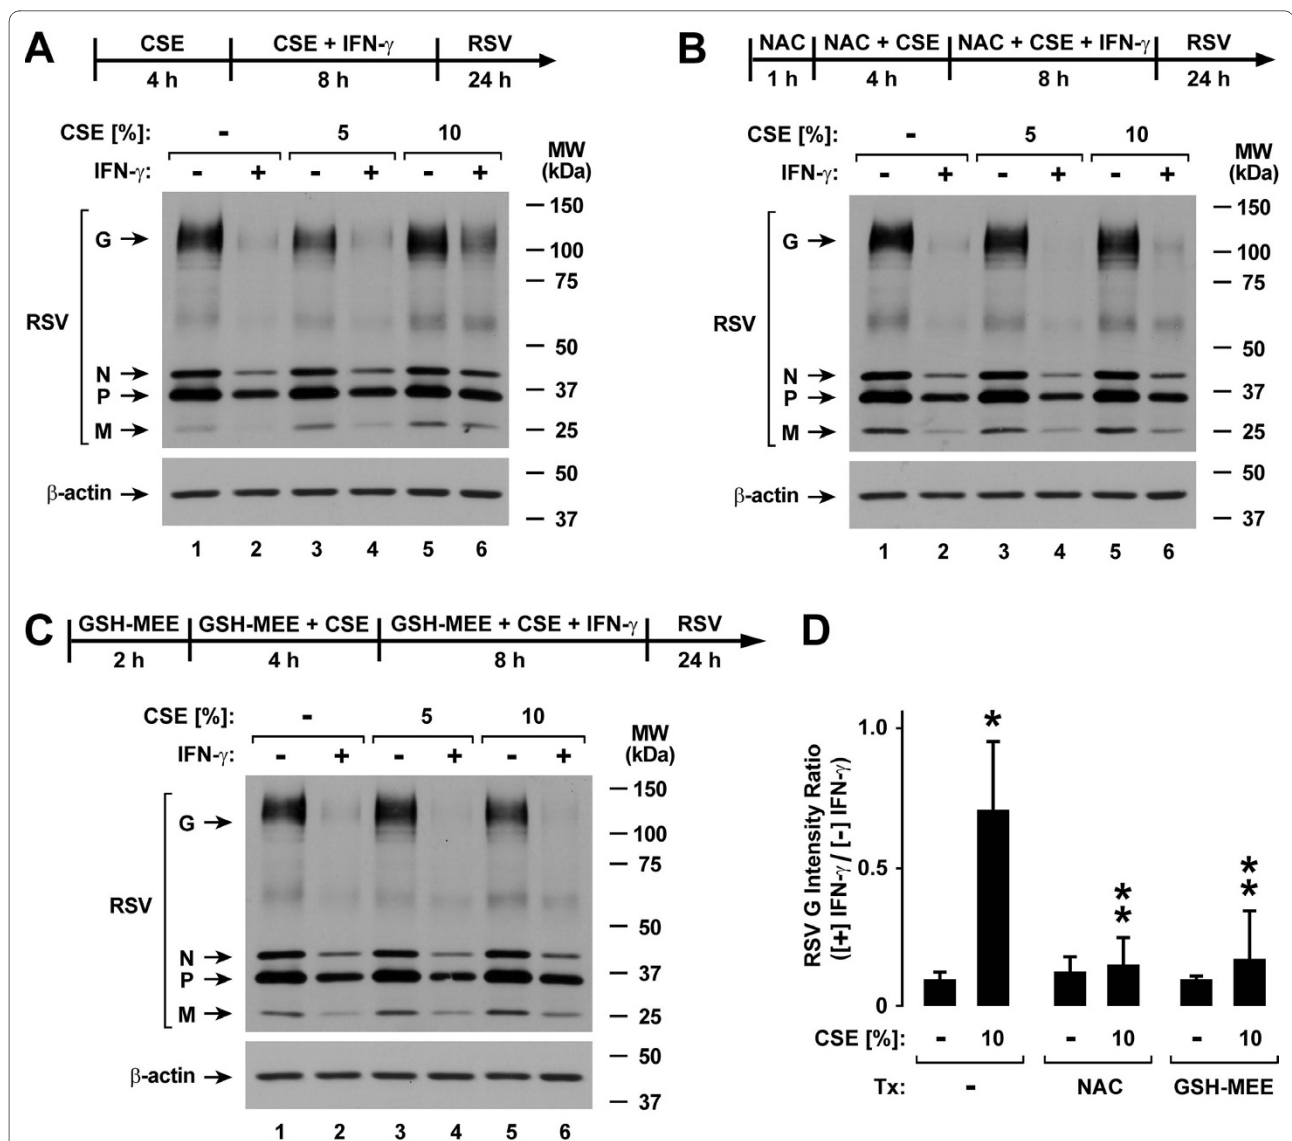 A
CSE CSE + IFN-γ RSV
4 h 8 h 24 h
CSE [%]: - 5 10
IFN-γ: - + - + - +
MW
(kDa)
150
G
100
75
RSV
50
N
37
P
M
25
50
β-actin
37
1 2 3 4 5 6
B
NAC NAC + CSE NAC + CSE + IFN-γ RSV
1 h 4 h 8 h 24 h
CSE [%]: - 5 10
IFN-γ: - + - + - +
MW
(kDa)
150
G
100
75
RSV
50
N
37
P
M
25
50
β-actin
37
1 2 3 4 5 6
C
GSH-MEE GSH-MEE + CSE GSH-MEE + CSE + IFN-γ RSV
2 h 4 h 8 h 24 h
CSE [%]: - 5 10
IFN-γ: - + - + - +
MW
(kDa)
150
G
100
75
RSV
50
N
37
P
M
25
50
β-actin
37
1 2 3 4 5 6
D
RSV G Intensity Ratio
([+] IFN-γ / [-] IFN-γ)
1.0
0.5
0
*
* *
* *
CSE [%]: - 10 - 10 - 10
Tx: - NAC GSH-MEE